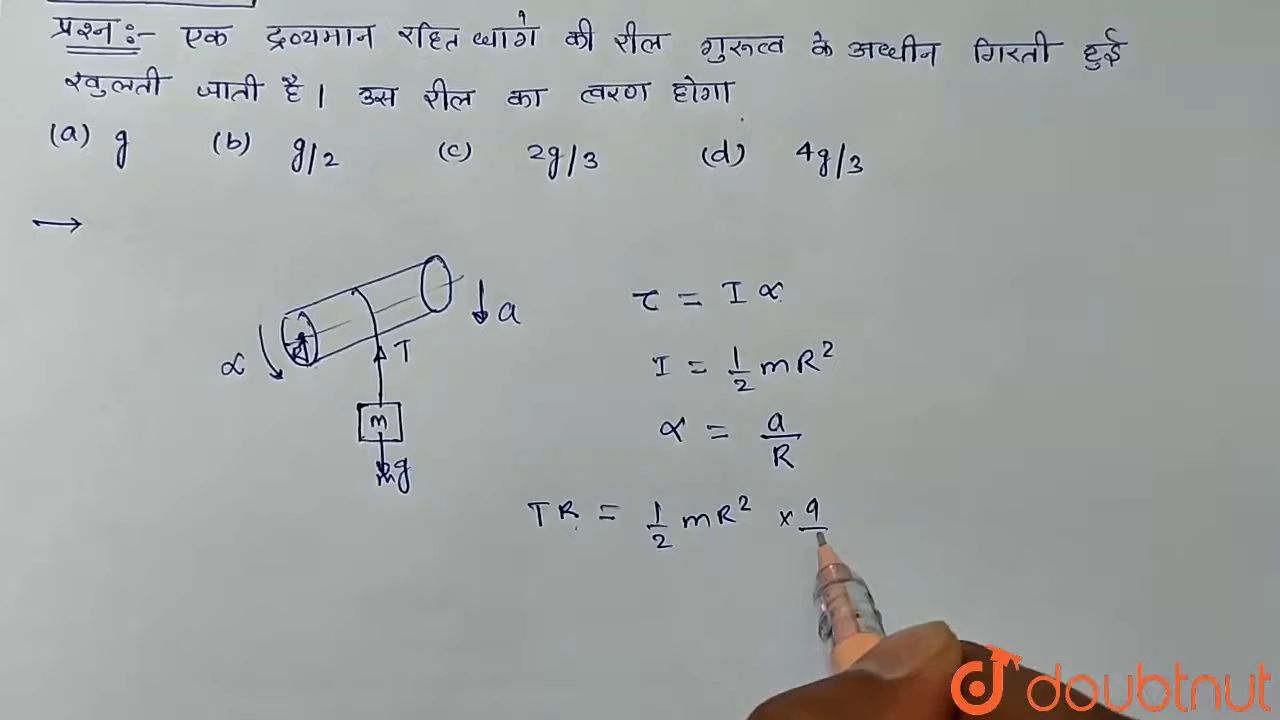 प्रश्न :- एक द्रव्यमान रहित धागे की रील गुरुत्व के अधीन गिरती हुई
खुलती जाती है। उस रील का त्वरण होगा
(a) g (b) g/2 (c) 2g/3 (d) 4g/3
→
a
α
R
T
m
mg
τ = I α
I = 1/2 mR²
α = a/R
TR = 1/2 mR² × a/
doubtnut